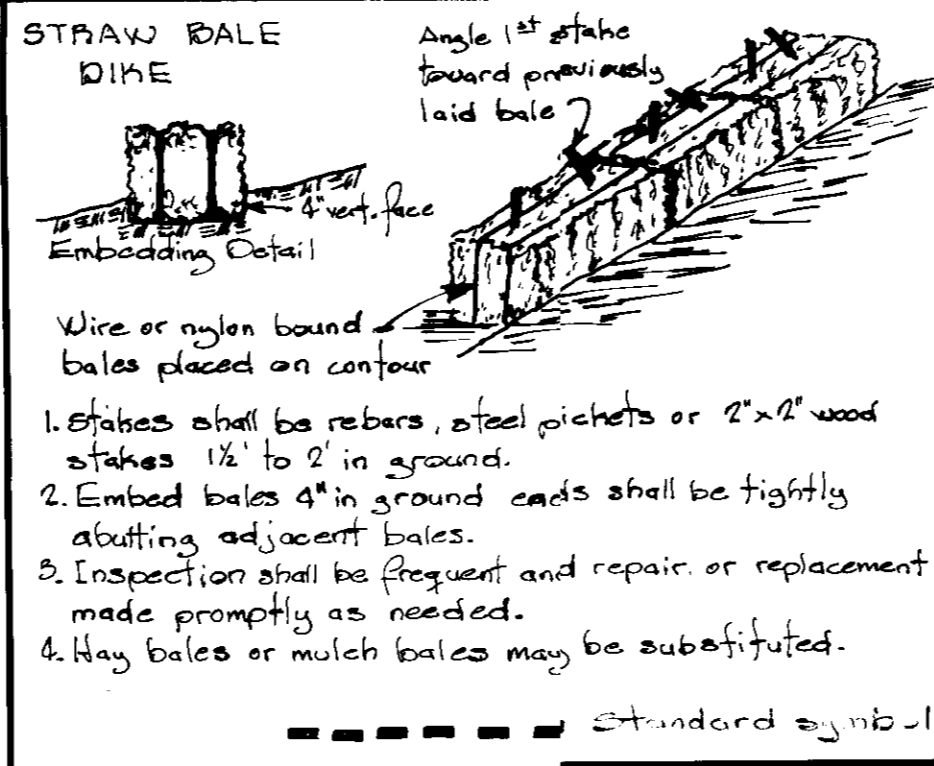 STRAW BALE
DIKE
Angle 1st stake
toward previously
laid bale
4" vert. face
Embedding Detail
Wire or nylon bound
bales placed on contour
1. Stakes shall be rebars, steel pickets or 2"x2" wood
stakes 1½' to 2' in ground.
2. Embed bales 4" in ground ends shall be tightly
abutting adjacent bales.
3. Inspection shall be frequent and repair. or replacement
made promptly as needed.
4. Hay bales or mulch bales may be substituted.
Standard symbol